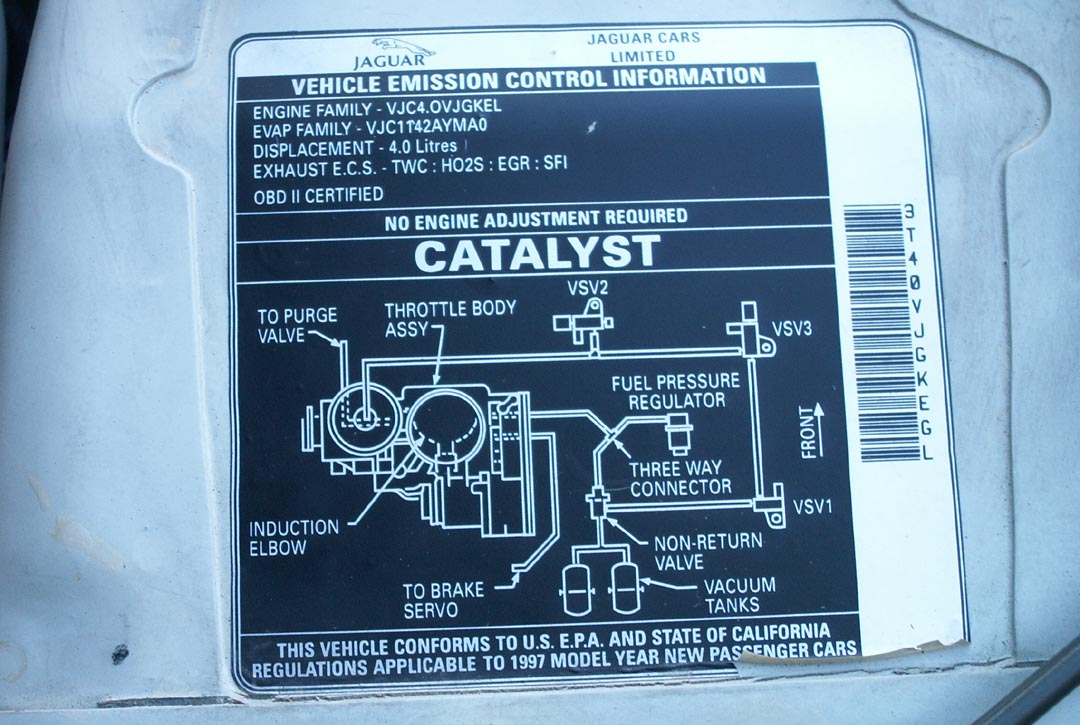 JAGUAR
JAGUAR CARS
LIMITED
VEHICLE EMISSION CONTROL INFORMATION
ENGINE FAMILY - VJC4.OVJGKEL
EVAP FAMILY - VJC1142AYMA0
DISPLACEMENT - 4.0 Litres
EXHAUST E.C.S. - TWC : HO2S : EGR : SFI
OBD II CERTIFIED
NO ENGINE ADJUSTMENT REQUIRED
CATALYST
TO PURGE
VALVE
THROTTLE BODY
ASSY
VSV2
VSV3
FUEL PRESSURE
REGULATOR
FRONT
THREE WAY
CONNECTOR
VSV1
INDUCTION
ELBOW
NON-RETURN
VALVE
TO BRAKE
SERVO
VACUUM
TANKS
THIS VEHICLE CONFORMS TO U.S. E.P.A. AND STATE OF CALIFORNIA
REGULATIONS APPLICABLE TO 1997 MODEL YEAR NEW PASSENGER CARS
3T40VJGKEGL